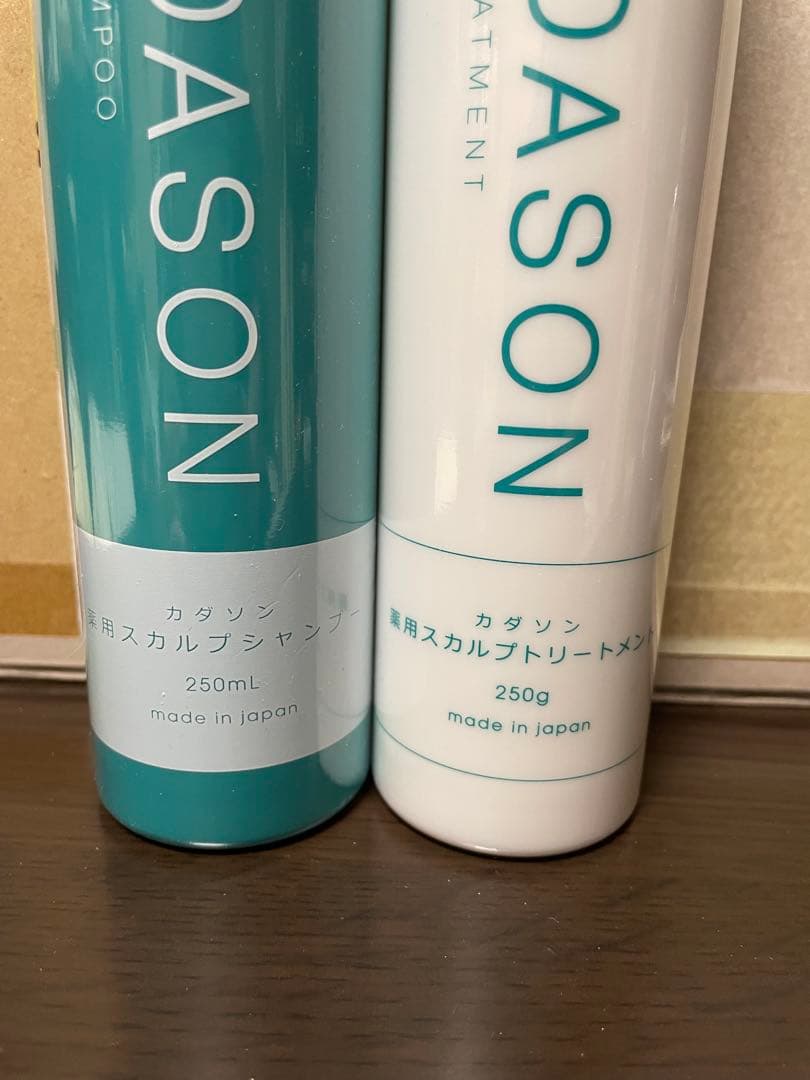 MPOO
DASON
カダソン
薬用スカルプシャンプー
250mL
made in japan
ATMENT
DASON
カダソン
薬用スカルプトリートメント
250g
made in japan